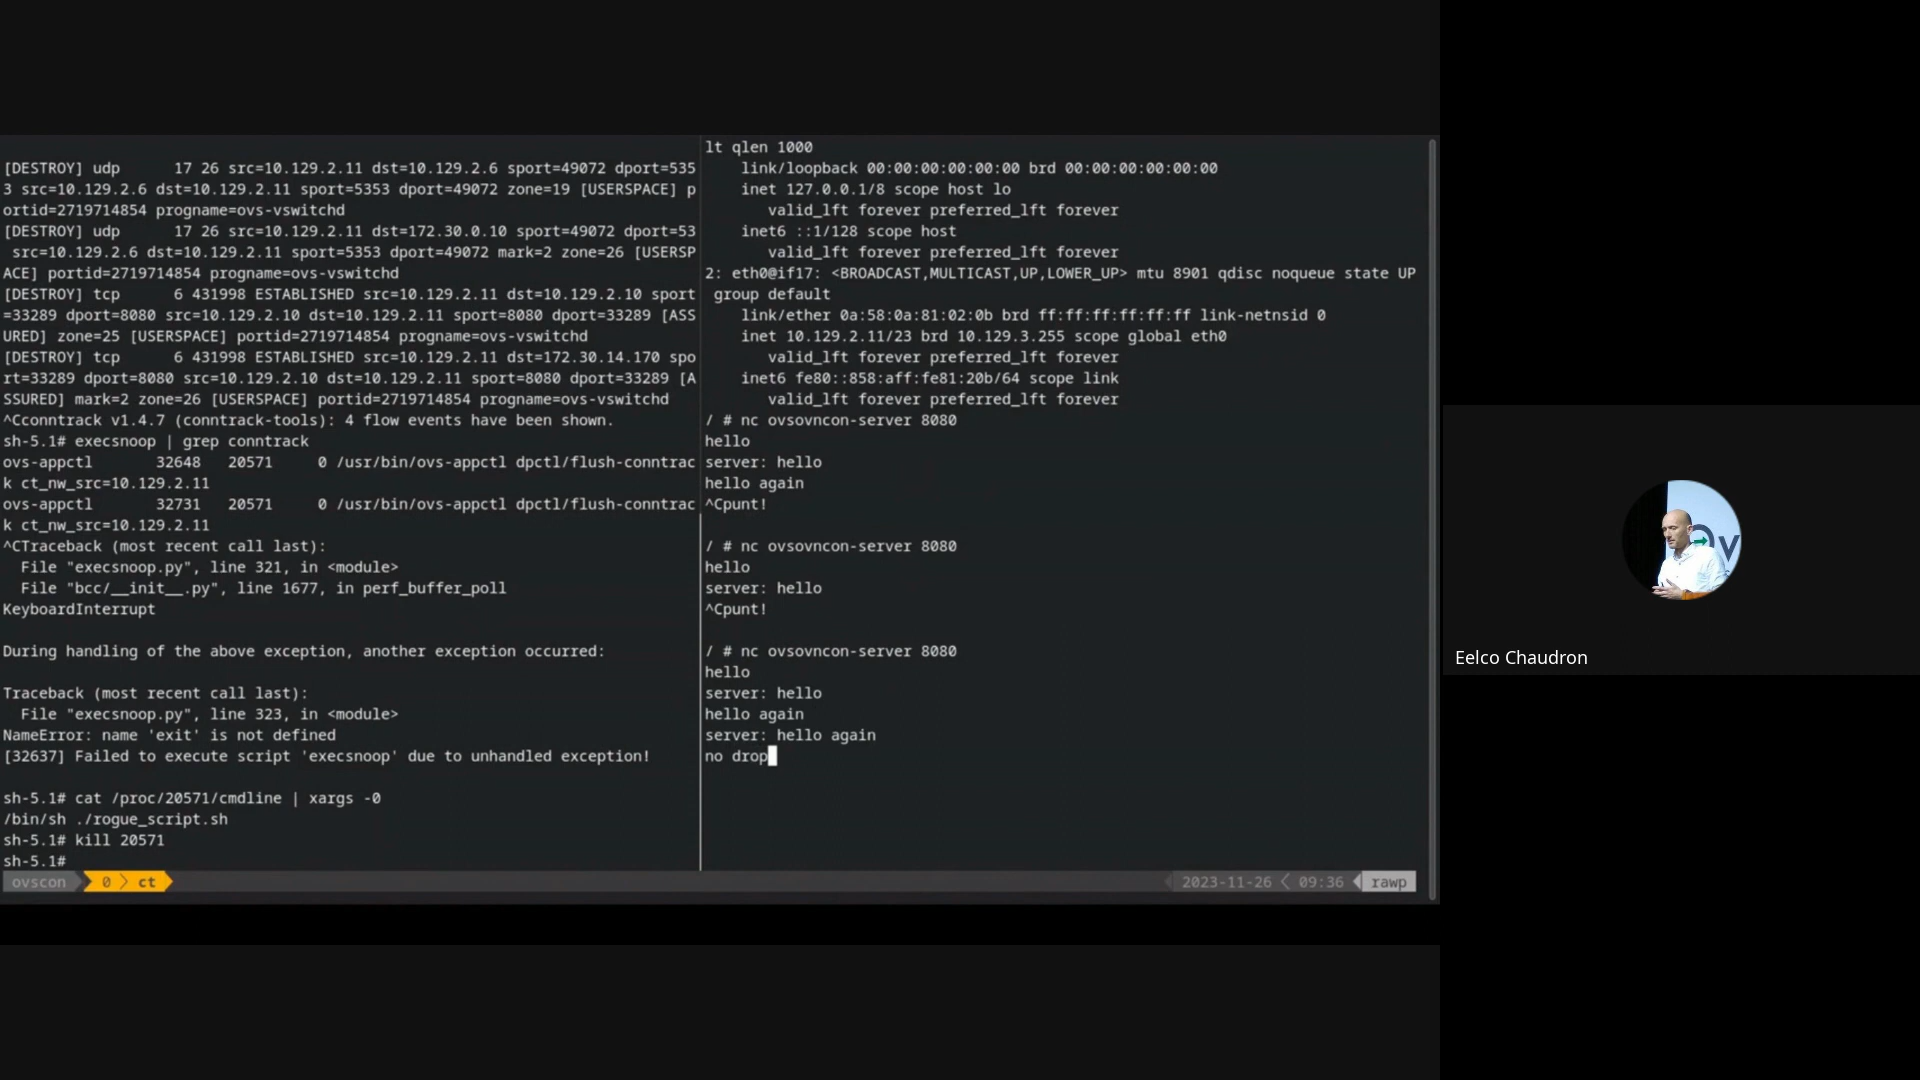 [DESTROY] udp      17 26 src=10.129.2.11 dst=10.129.2.6 sport=49072 dport=535
3 src=10.129.2.6 dst=10.129.2.11 sport=5353 dport=49072 zone=19 [USERSPACE] p
ortid=2719714854 progname=ovs-vswitchd
[DESTROY] udp      17 26 src=10.129.2.11 dst=172.30.0.10 sport=49072 dport=53
 src=10.129.2.6 dst=10.129.2.11 sport=5353 dport=49072 mark=2 zone=26 [USERSP
ACE] portid=2719714854 progname=ovs-vswitchd
[DESTROY] tcp      6 431998 ESTABLISHED src=10.129.2.11 dst=10.129.2.10 sport
=33289 dport=8080 src=10.129.2.10 dst=10.129.2.11 sport=8080 dport=33289 [ASS
URED] zone=25 [USERSPACE] portid=2719714854 progname=ovs-vswitchd
[DESTROY] tcp      6 431998 ESTABLISHED src=10.129.2.11 dst=172.30.14.170 spo
rt=33289 dport=8080 src=10.129.2.10 dst=10.129.2.11 sport=8080 dport=33289 [A
SSURED] mark=2 zone=26 [USERSPACE] portid=2719714854 progname=ovs-vswitchd
^Cconntrack v1.4.7 (conntrack-tools): 4 flow events have been shown.
sh-5.1# execsnoop | grep conntrack
ovs-appctl       32648   20571     0 /usr/bin/ovs-appctl dpctl/flush-conntrac
k ct_nw_src=10.129.2.11
ovs-appctl       32731   20571     0 /usr/bin/ovs-appctl dpctl/flush-conntrac
k ct_nw_src=10.129.2.11
^CTraceback (most recent call last):
  File "execsnoop.py", line 321, in <module>
  File "bcc/__init__.py", line 1677, in perf_buffer_poll
KeyboardInterrupt
During handling of the above exception, another exception occurred:
Traceback (most recent call last):
  File "execsnoop.py", line 323, in <module>
NameError: name 'exit' is not defined
[32637] Failed to execute script 'execsnoop' due to unhandled exception!
sh-5.1# cat /proc/20571/cmdline | xargs -0
/bin/sh ./rogue_script.sh
sh-5.1# kill 20571
sh-5.1#
lt qlen 1000
    link/loopback 00:00:00:00:00:00 brd 00:00:00:00:00:00
    inet 127.0.0.1/8 scope host lo
       valid_lft forever preferred_lft forever
    inet6 ::1/128 scope host
       valid_lft forever preferred_lft forever
2: eth0@if17: <BROADCAST,MULTICAST,UP,LOWER_UP> mtu 8901 qdisc noqueue state UP
 group default
    link/ether 0a:58:0a:81:02:0b brd ff:ff:ff:ff:ff:ff link-netnsid 0
    inet 10.129.2.11/23 brd 10.129.3.255 scope global eth0
       valid_lft forever preferred_lft forever
    inet6 fe80::858:aff:fe81:20b/64 scope link
       valid_lft forever preferred_lft forever
/ # nc ovsovncon-server 8080
hello
server: hello
hello again
^Cpunt!
/ # nc ovsovncon-server 8080
hello
server: hello
^Cpunt!
/ # nc ovsovncon-server 8080
hello
server: hello
hello again
server: hello again
no drop
ovscon 0 ct 2023-11-26 09:36 rawp
Eelco Chaudron